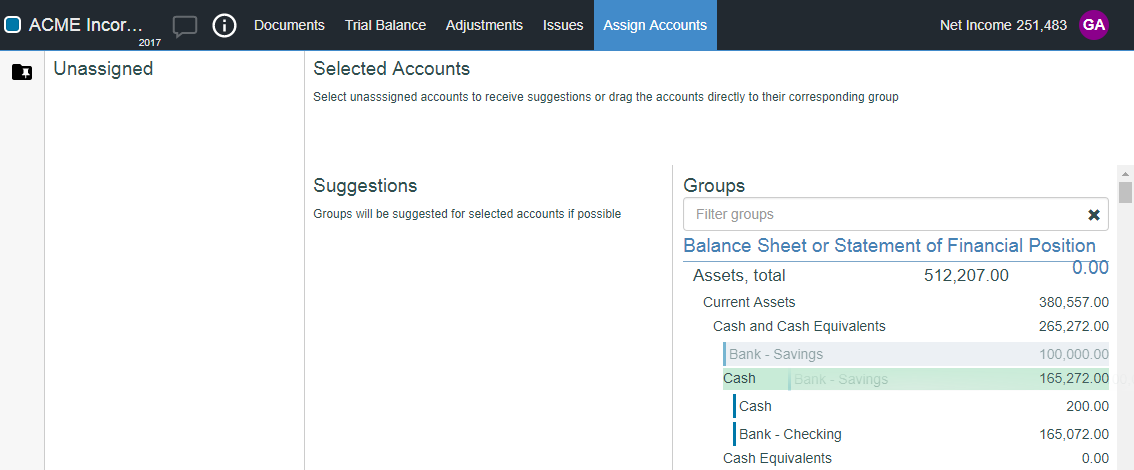 ACME Incor... 2017 Documents Trial Balance Adjustments Issues Assign Accounts Net Income 251,483 GA
Unassigned
Selected Accounts
Select unasssigned accounts to receive suggestions or drag the accounts directly to their corresponding group
Suggestions
Groups will be suggested for selected accounts if possible
Groups
Filter groups
Balance Sheet or Statement of Financial Position
0.00
Assets, total 512,207.00
Current Assets 380,557.00
Cash and Cash Equivalents 265,272.00
Bank - Savings 100,000.00
Cash Bank - Savings 165,272.00
Cash 200.00
Bank - Checking 165,072.00
Cash Equivalents 0.00